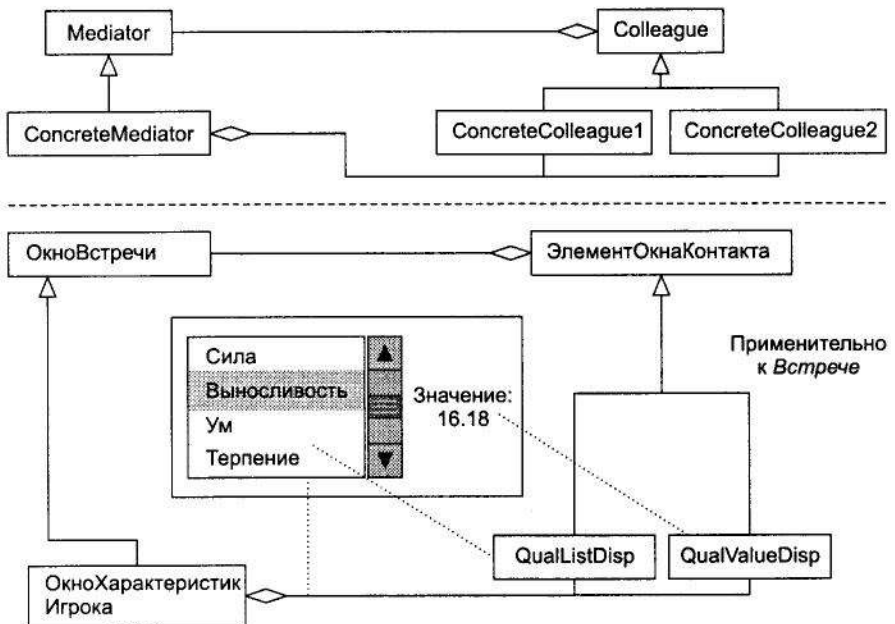 Mediator
Colleague
ConcreteMediator
ConcreteColleague1
ConcreteColleague2
ОкноВстречи
ЭлементОкнаКонтакта
Применительно
к Встрече
Сила
Выносливость
Ум
Терпение
Значение:
16.18
QualListDisp
QualValueDisp
ОкноХарактеристик
Игрока